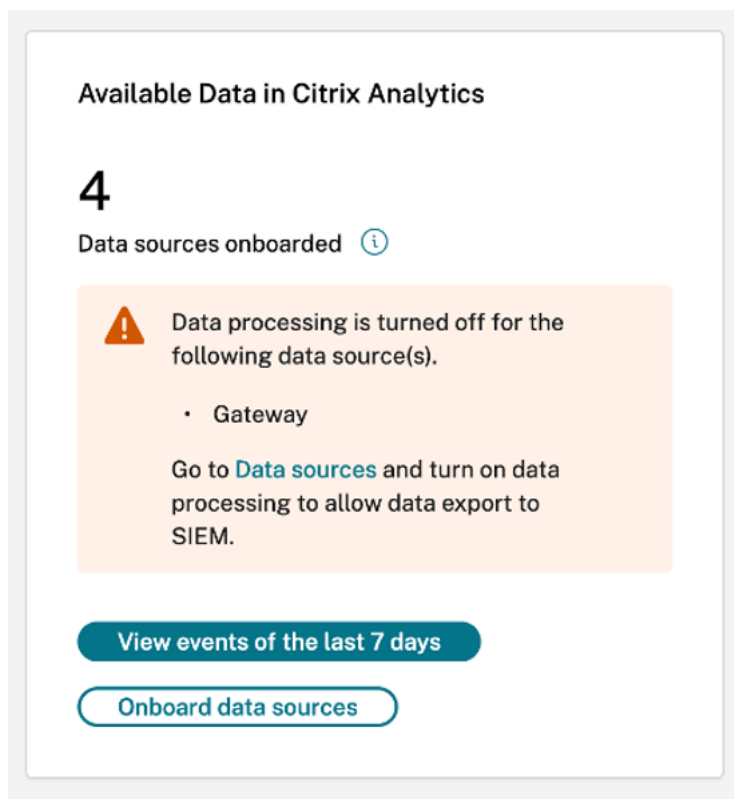 Available Data in Citrix Analytics
4
Data sources onboarded
Data processing is turned off for the
following data source(s).
• Gateway
Go to Data sources and turn on data
processing to allow data export to
SIEM.
View events of the last 7 days
Onboard data sources